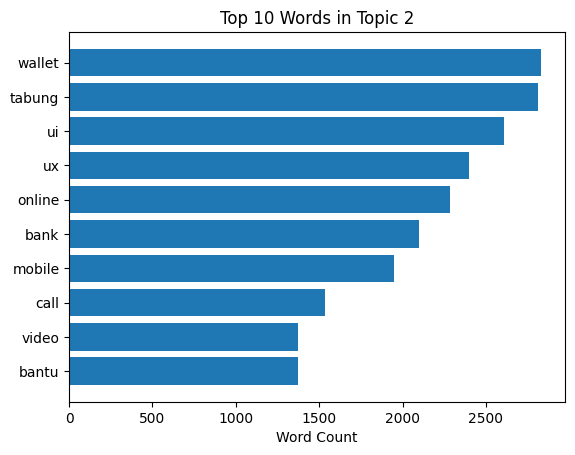 Top 10 Words in Topic 2
wallet
tabung
ui
ux
online
bank
mobile
call
video
bantu
0 500 1000 1500 2000 2500
Word Count